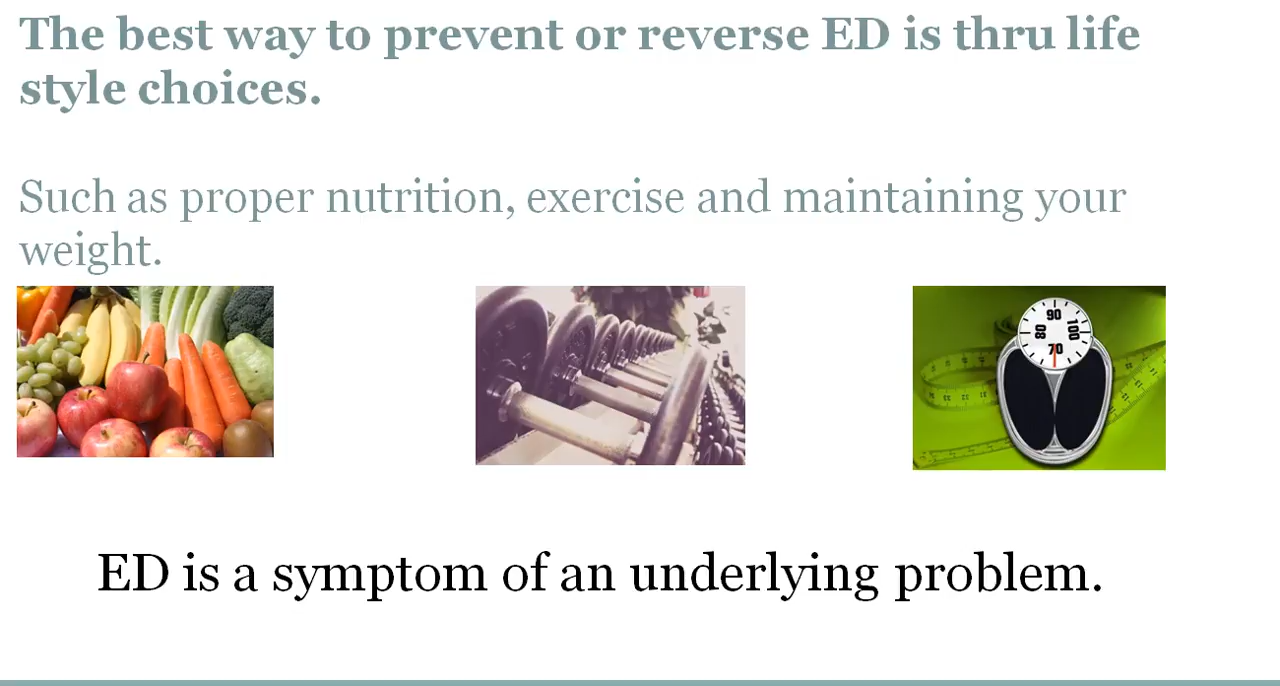 The best way to prevent or reverse ED is thru life
style choices.
Such as proper nutrition, exercise and maintaining your
weight.
90
80
100
70
ED is a symptom of an underlying problem.